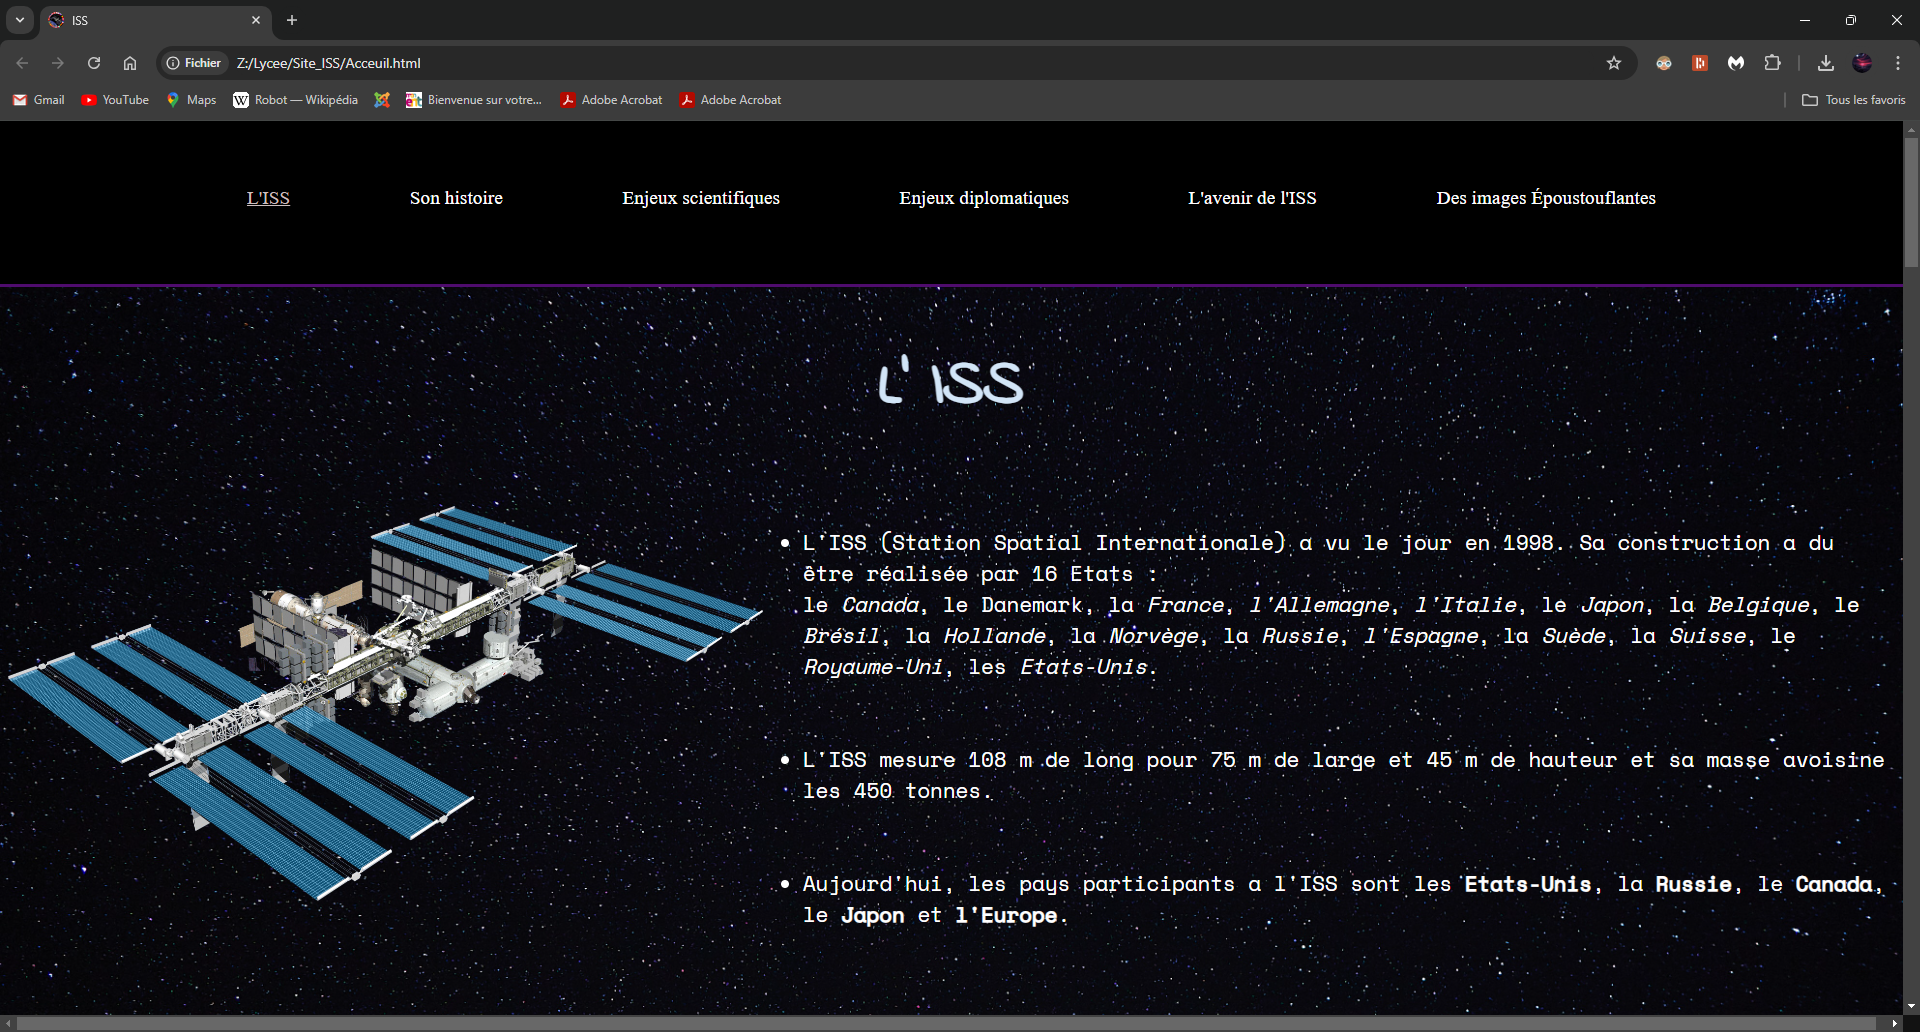 ISS
Fichier
Z:/Lycee/Site_ISS/Acceuil.html
Gmail
YouTube
Maps
Robot — Wikipédia
Bienvenue sur votre...
Adobe Acrobat
Adobe Acrobat
Tous les favoris
L'ISS
Son histoire
Enjeux scientifiques
Enjeux diplomatiques
L'avenir de l'ISS
Des images Époustouflantes
L' ISS
L'ISS (Station Spatial Internationale) a vu le jour en 1998. Sa construction a du
être réalisée par 16 Etats :
le Canada, le Danemark, la France, l'Allemagne, l'Italie, le Japon, la Belgique, le
Brésil, la Hollande, la Norvège, la Russie, l'Espagne, la Suède, la Suisse, le
Royaume-Uni, les Etats-Unis.
L'ISS mesure 108 m de long pour 75 m de large et 45 m de hauteur et sa masse avoisine
les 450 tonnes.
Aujourd'hui, les pays participants a l'ISS sont les Etats-Unis, la Russie, le Canada,
le Japon et l'Europe.